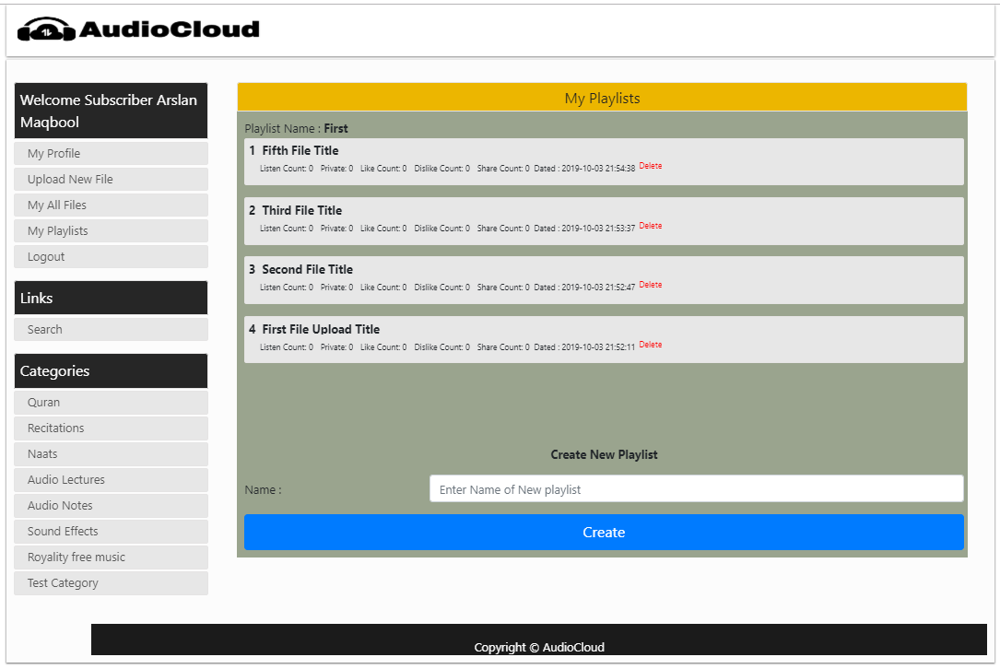 AudioCloud
Welcome Subscriber Arslan
Maqbool
My Profile
Upload New File
My All Files
My Playlists
Logout
Links
Search
Categories
Quran
Recitations
Naats
Audio Lectures
Audio Notes
Sound Effects
Royality free music
Test Category
My Playlists
Playlist Name : First
1 Fifth File Title
Listen Count: 0 Private: 0 Like Count: 0 Dislike Count: 0 Share Count: 0 Dated : 2019-10-03 21:54:38 Delete
2 Third File Title
Listen Count: 0 Private: 0 Like Count: 0 Dislike Count: 0 Share Count: 0 Dated : 2019-10-03 21:53:37 Delete
3 Second File Title
Listen Count: 0 Private: 0 Like Count: 0 Dislike Count: 0 Share Count: 0 Dated : 2019-10-03 21:52:47 Delete
4 First File Upload Title
Listen Count: 0 Private: 0 Like Count: 0 Dislike Count: 0 Share Count: 0 Dated : 2019-10-03 21:52:11 Delete
Create New Playlist
Name : Enter Name of New playlist
Create
Copyright © AudioCloud